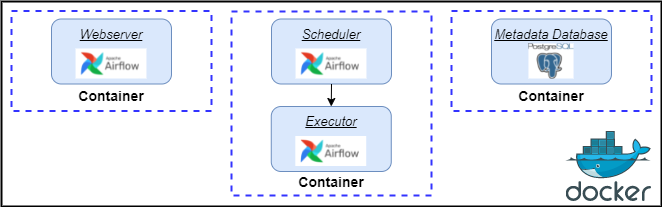 Webserver
Apache
Airflow
Container
Scheduler
Apache
Airflow
Executor
Apache
Airflow
Container
Metadata Database
PostgreSQL
Container
docker